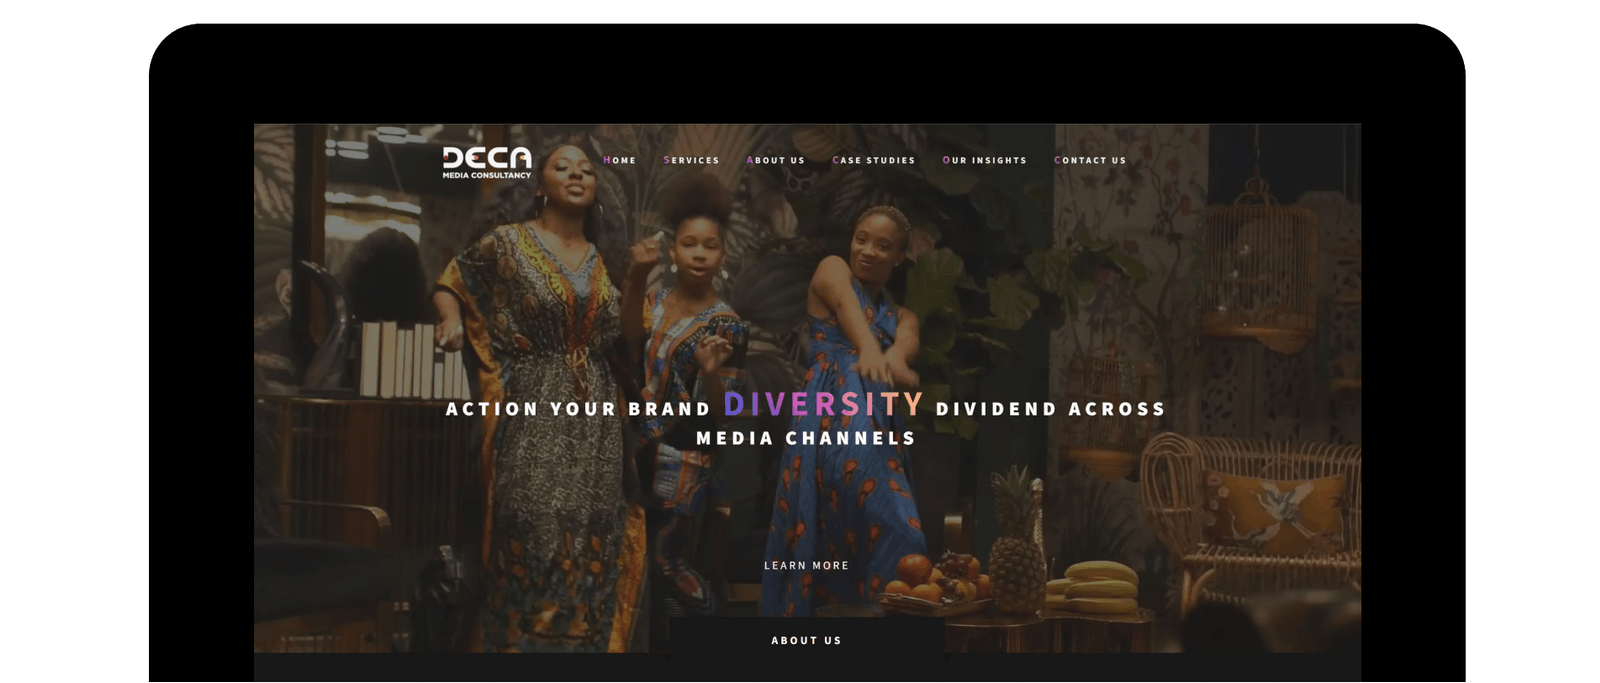 DECA
MEDIA CONSULTANCY
HOME SERVICES ABOUT US CASE STUDIES OUR INSIGHTS CONTACT US
ACTION YOUR BRAND DIVERSITY DIVIDEND ACROSS
MEDIA CHANNELS
LEARN MORE
ABOUT US